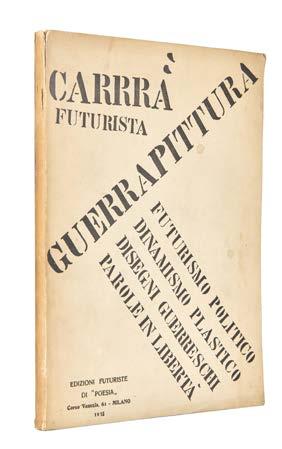 CARRRÀ
FUTURISTA
GUERRAPITTURA
FUTURISMO POLITICO
DINAMISMO PLASTICO
DISEGNI GUERRESCHI
PAROLE IN LIBERTÀ
EDIZIONI FUTURISTE
DI "POESIA„
Corso Venezia, 61 - MILANO
1915